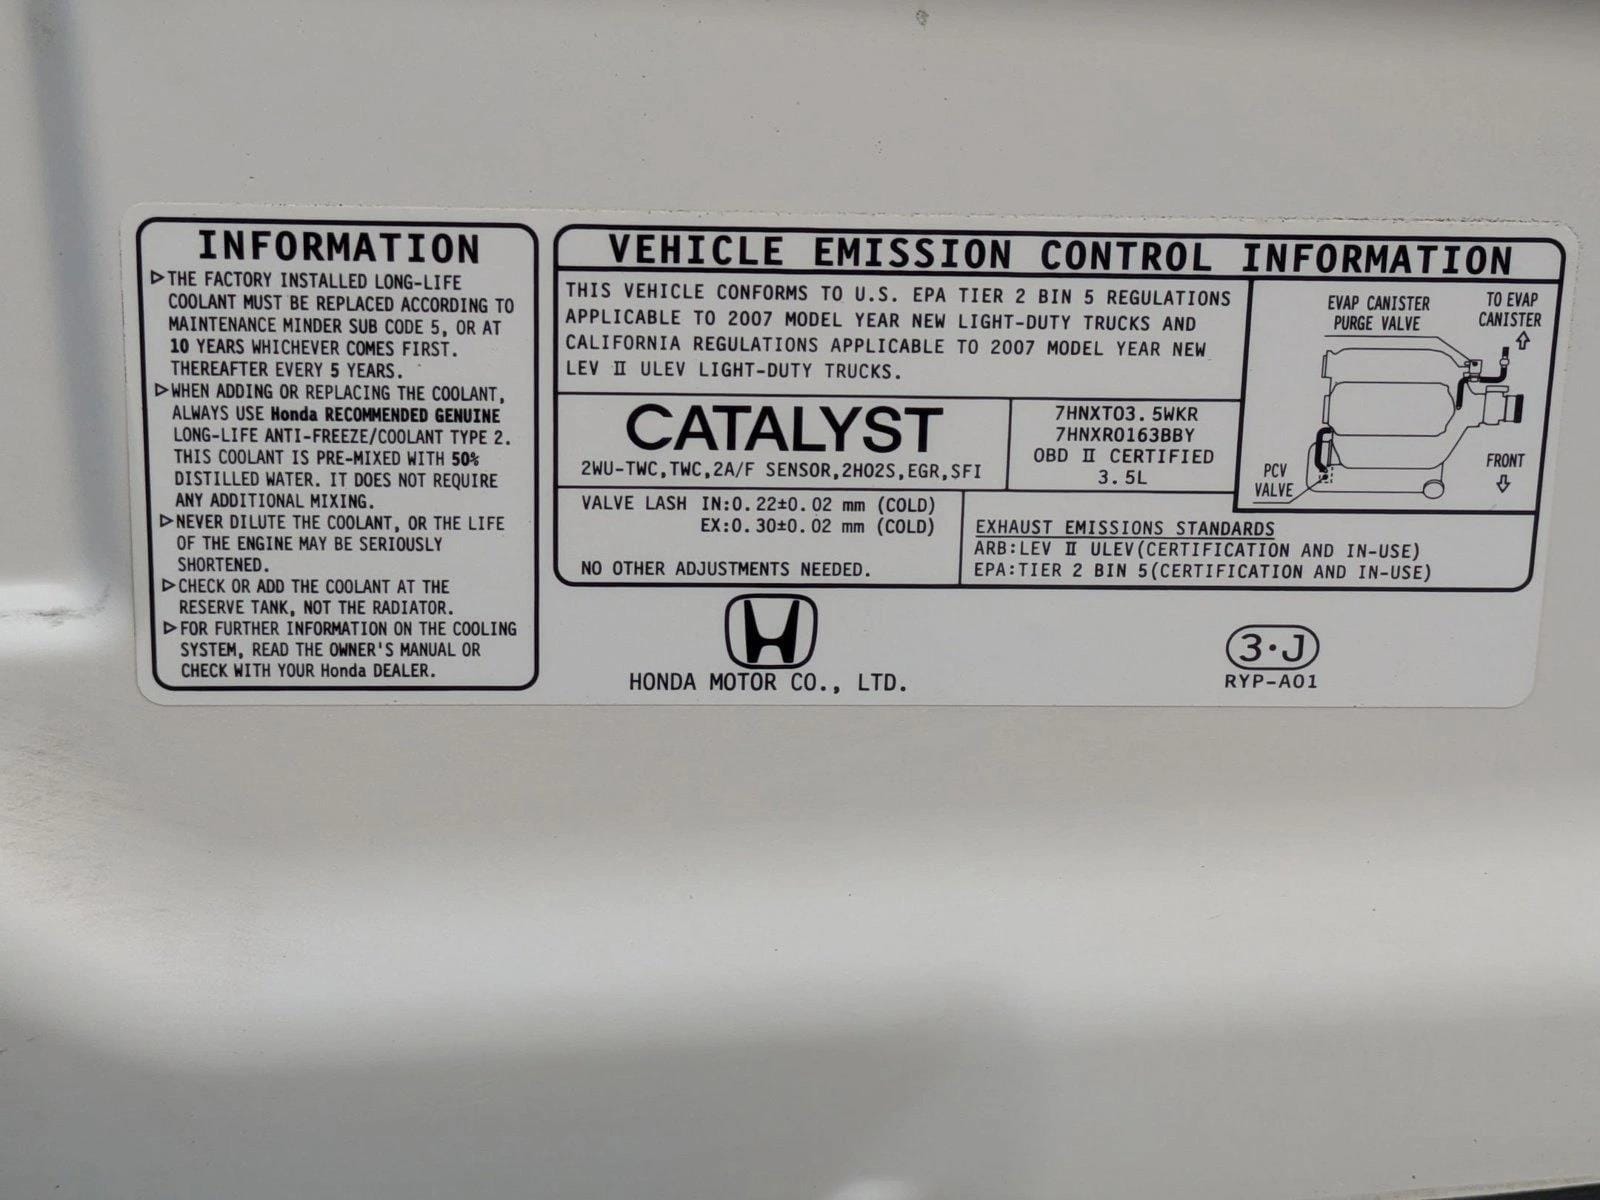 INFORMATION
▷THE FACTORY INSTALLED LONG-LIFE
COOLANT MUST BE REPLACED ACCORDING TO
MAINTENANCE MINDER SUB CODE 5, OR AT
10 YEARS WHICHEVER COMES FIRST.
THEREAFTER EVERY 5 YEARS.
▷WHEN ADDING OR REPLACING THE COOLANT,
ALWAYS USE Honda RECOMMENDED GENUINE
LONG-LIFE ANTI-FREEZE/COOLANT TYPE 2.
THIS COOLANT IS PRE-MIXED WITH 50%
DISTILLED WATER. IT DOES NOT REQUIRE
ANY ADDITIONAL MIXING.
▷NEVER DILUTE THE COOLANT, OR THE LIFE
OF THE ENGINE MAY BE SERIOUSLY
SHORTENED.
▷CHECK OR ADD THE COOLANT AT THE
RESERVE TANK, NOT THE RADIATOR.
▷FOR FURTHER INFORMATION ON THE COOLING
SYSTEM, READ THE OWNER'S MANUAL OR
CHECK WITH YOUR Honda DEALER.
VEHICLE EMISSION CONTROL INFORMATION
THIS VEHICLE CONFORMS TO U.S. EPA TIER 2 BIN 5 REGULATIONS
APPLICABLE TO 2007 MODEL YEAR NEW LIGHT-DUTY TRUCKS AND
CALIFORNIA REGULATIONS APPLICABLE TO 2007 MODEL YEAR NEW
LEV II ULEV LIGHT-DUTY TRUCKS.
EVAP CANISTER
PURGE VALVE
TO EVAP
CANISTER
PCV
VALVE
FRONT
CATALYST
2WU-TWC,TWC,2A/F SENSOR,2HO2S,EGR,SFI
7HNXT03.5WKR
7HNXR0163BBY
OBD II CERTIFIED
3.5L
VALVE LASH IN:0.22±0.02 mm (COLD)
EX:0.30±0.02 mm (COLD)
NO OTHER ADJUSTMENTS NEEDED.
EXHAUST EMISSIONS STANDARDS
ARB:LEV II ULEV(CERTIFICATION AND IN-USE)
EPA:TIER 2 BIN 5(CERTIFICATION AND IN-USE)
HONDA MOTOR CO., LTD.
3·J
RYP-A01